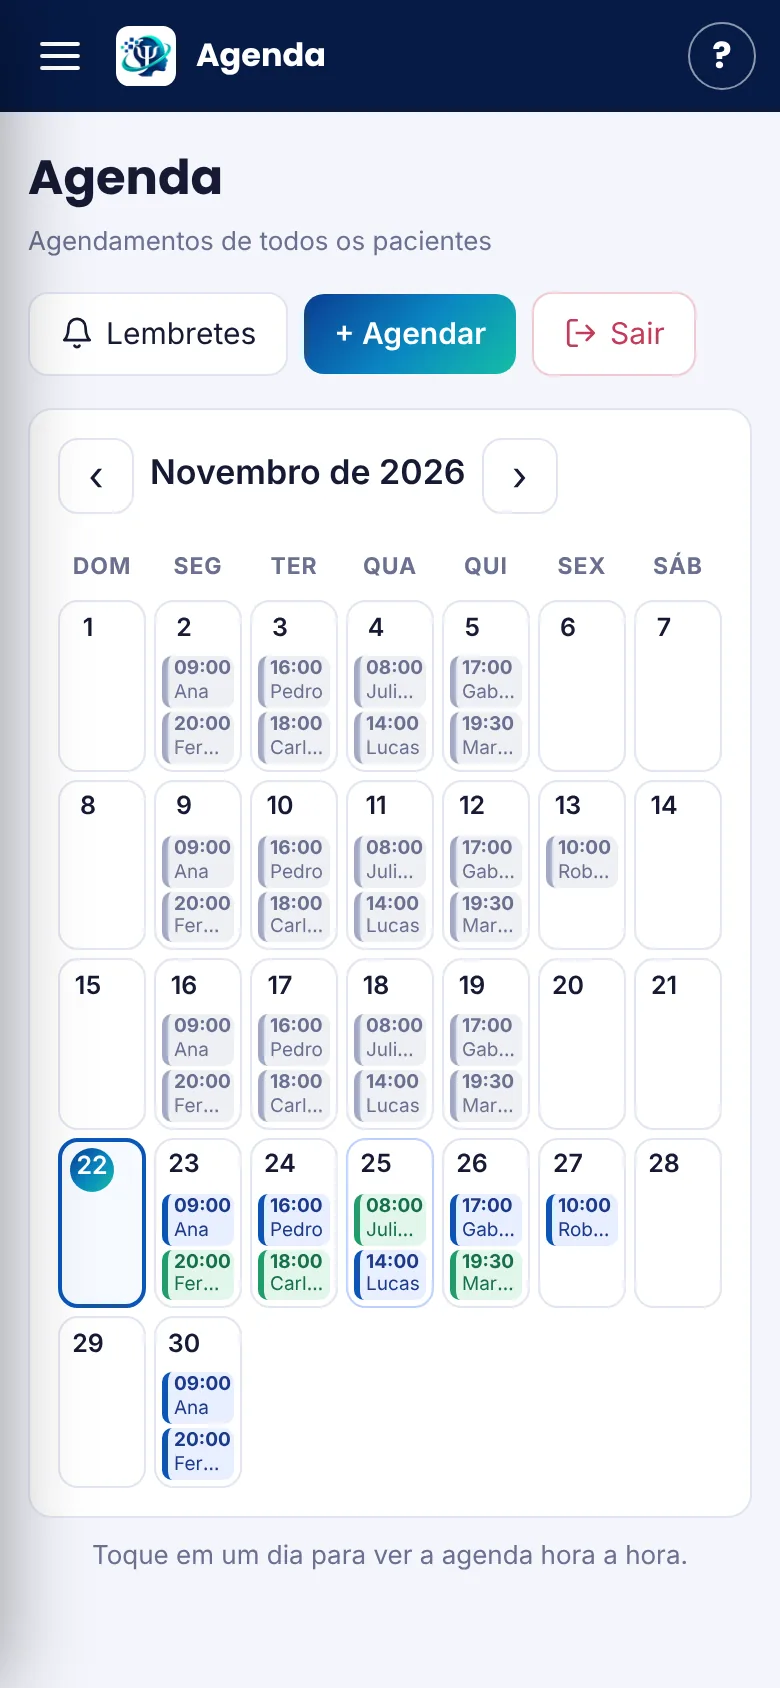 Agenda
?
Agenda
Agendamentos de todos os pacientes
Lembretes
+ Agendar
Sair
‹
Novembro de 2026
›
DOM SEG TER QUA QUI SEX SÁB
1 2 3 4 5 6 7
09:00 16:00 08:00 17:00
Ana Pedro Juli... Gab...
20:00 18:00 14:00 19:30
Fer... Carl... Lucas Mar...
8 9 10 11 12 13 14
09:00 16:00 08:00 17:00 10:00
Ana Pedro Juli... Gab... Rob...
20:00 18:00 14:00 19:30
Fer... Carl... Lucas Mar...
15 16 17 18 19 20 21
09:00 16:00 08:00 17:00
Ana Pedro Juli... Gab...
20:00 18:00 14:00 19:30
Fer... Carl... Lucas Mar...
22 23 24 25 26 27 28
09:00 16:00 08:00 17:00 10:00
Ana Pedro Juli... Gab... Rob...
20:00 18:00 14:00 19:30
Fer... Carl... Lucas Mar...
29 30
09:00
Ana
20:00
Fer...
Toque em um dia para ver a agenda hora a hora.